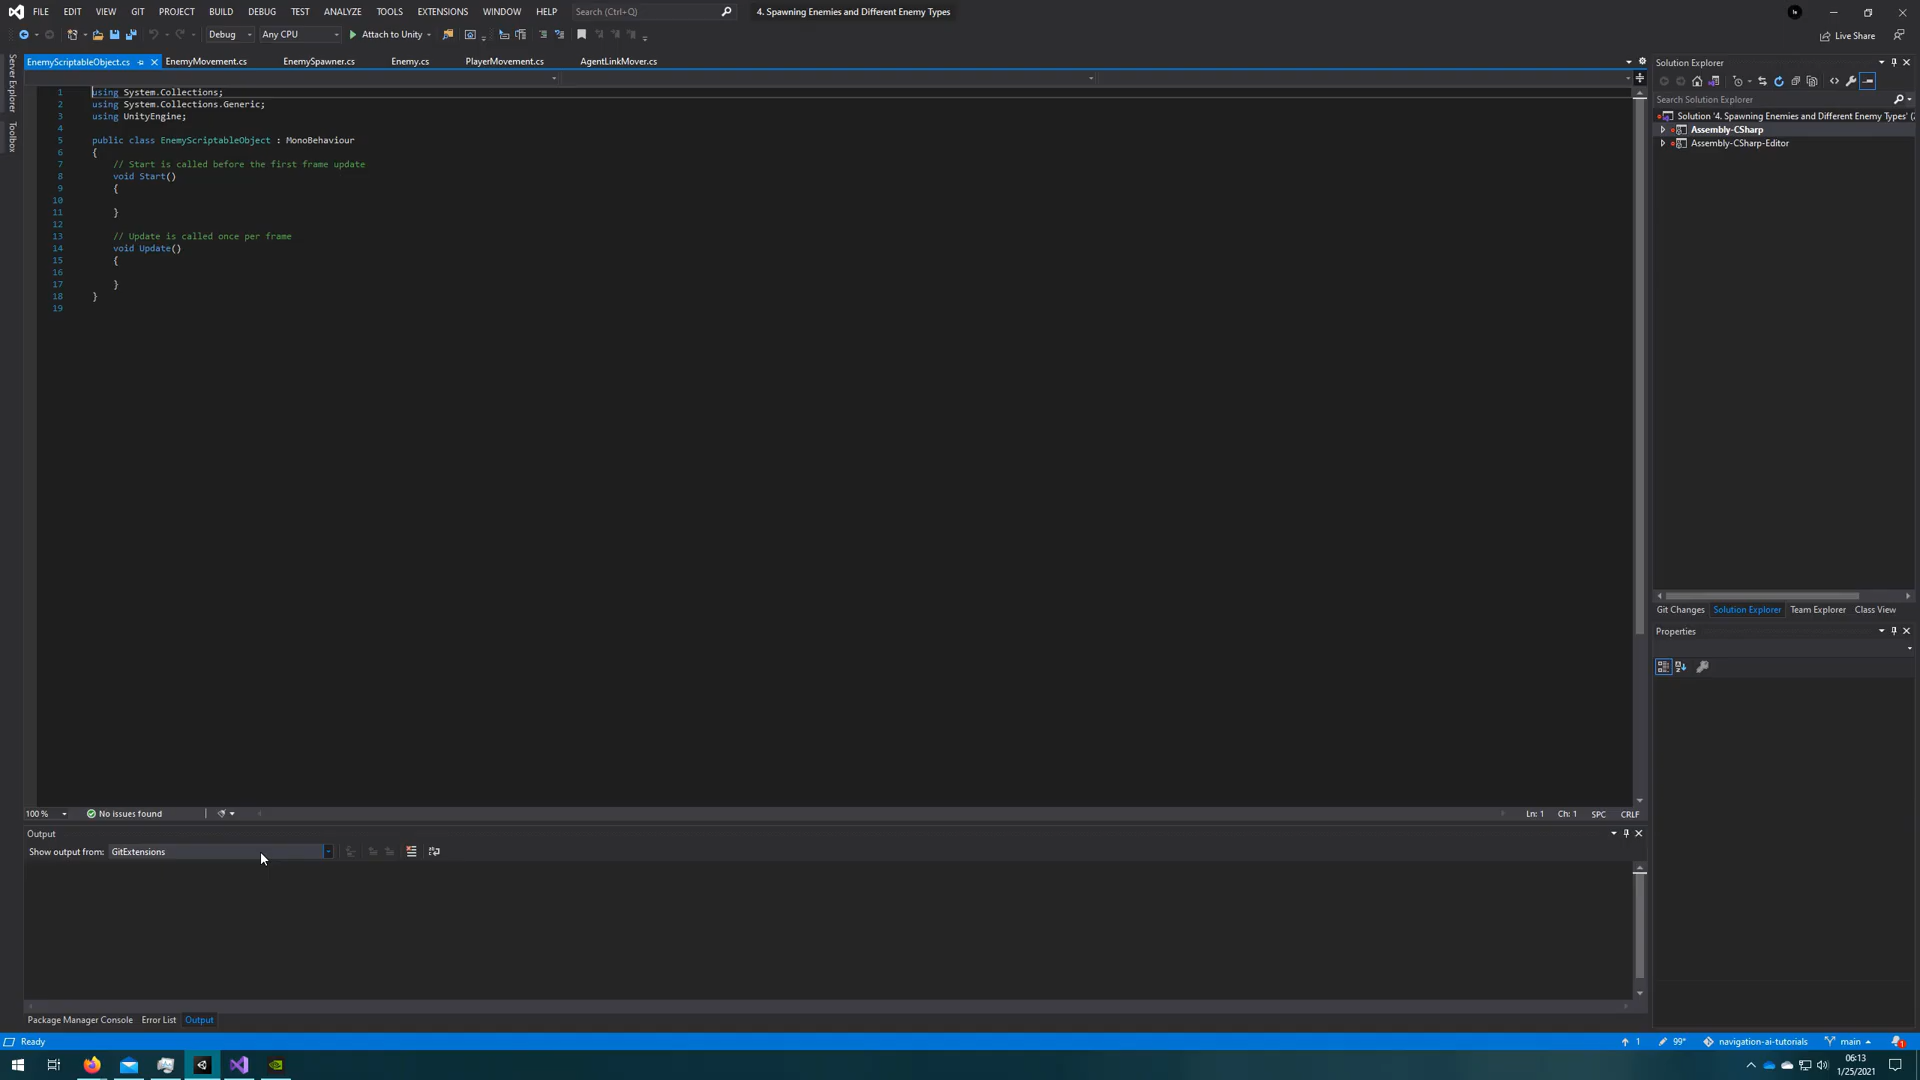 FILE EDIT VIEW GIT PROJECT BUILD DEBUG TEST ANALYZE TOOLS EXTENSIONS WINDOW HELP Search (Ctrl+Q) 4. Spawning Enemies and Different Enemy Types
Debug Any CPU Attach to Unity Live Share
Server Explorer
Toolbox
EnemyScriptableObject.cs EnemyMovement.cs EnemySpawner.cs Enemy.cs PlayerMovement.cs AgentLinkMover.cs
1 using System.Collections;
2 using System.Collections.Generic;
3 using UnityEngine;
4
5 public class EnemyScriptableObject : MonoBehaviour
6 {
7 // Start is called before the first frame update
8 void Start()
9 {
10
11 }
12
13 // Update is called once per frame
14 void Update()
15 {
16
17 }
18 }
19
100 % No issues found Ln: 1 Ch: 1 SPC CRLF
Output
Show output from: GitExtensions
Package Manager Console Error List Output
Solution Explorer
Search Solution Explorer
Solution '4. Spawning Enemies and Different Enemy Types' (2
Assembly-CSharp
Assembly-CSharp-Editor
Git Changes Solution Explorer Team Explorer Class View
Properties
Ready 1 99* navigation-ai-tutorials main 1
06:13
1/25/2021